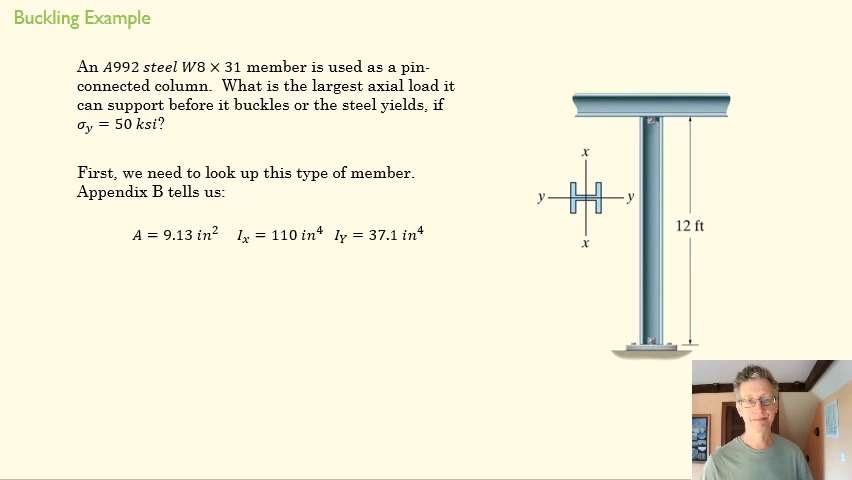 Buckling Example
An A992 steel W8 × 31 member is used as a pin-
connected column. What is the largest axial load it
can support before it buckles or the steel yields, if
σy = 50 ksi?
First, we need to look up this type of member.
Appendix B tells us:
A = 9.13 in² Ix = 110 in⁴ IY = 37.1 in⁴
x
y y
x
12 ft